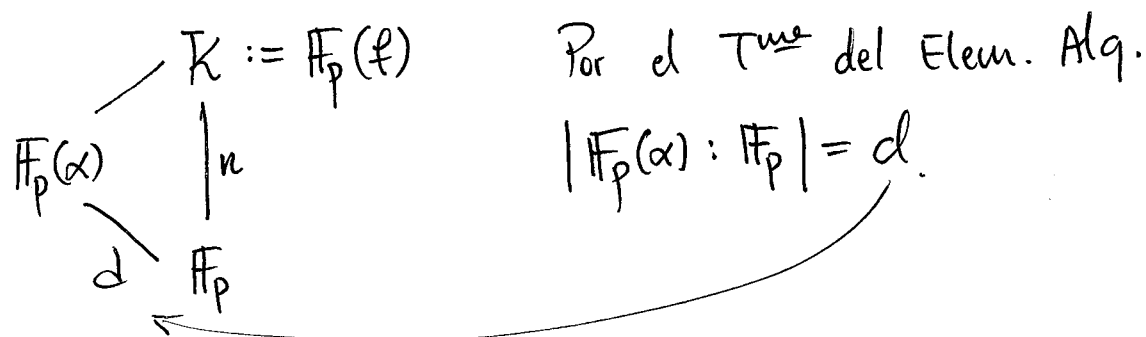 K := 𝔽ₚ(f)
Por el Tᵐᵃ del Elem. Alg.
𝔽ₚ(α)
n
|𝔽ₚ(α) : 𝔽ₚ| = d.
d
𝔽ₚ